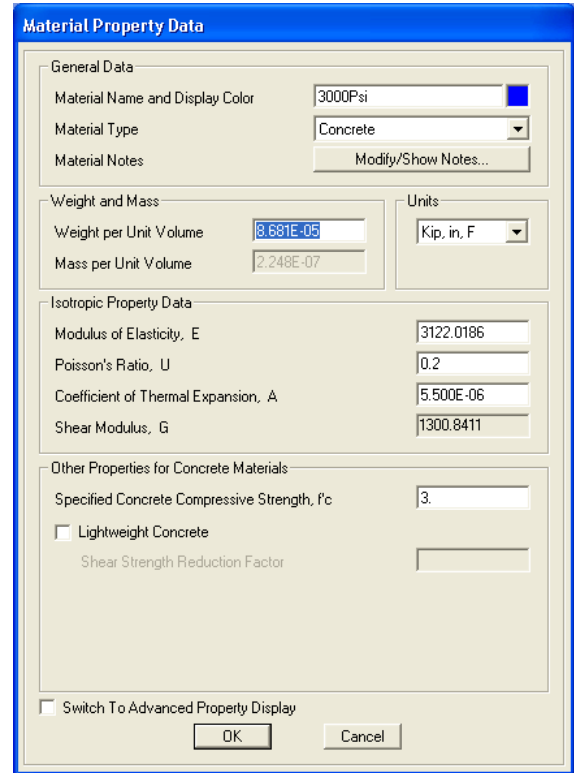 Material Property Data
General Data
Material Name and Display Color 3000Psi
Material Type Concrete
Material Notes Modify/Show Notes...
Weight and Mass Units
Weight per Unit Volume 8.681E-05 Kip, in, F
Mass per Unit Volume 2.248E-07
Isotropic Property Data
Modulus of Elasticity, E 3122.0186
Poisson's Ratio, U 0.2
Coefficient of Thermal Expansion, A 5.500E-06
Shear Modulus, G 1300.8411
Other Properties for Concrete Materials
Specified Concrete Compressive Strength, f'c 3.
Lightweight Concrete
Shear Strength Reduction Factor
Switch To Advanced Property Display
OK Cancel